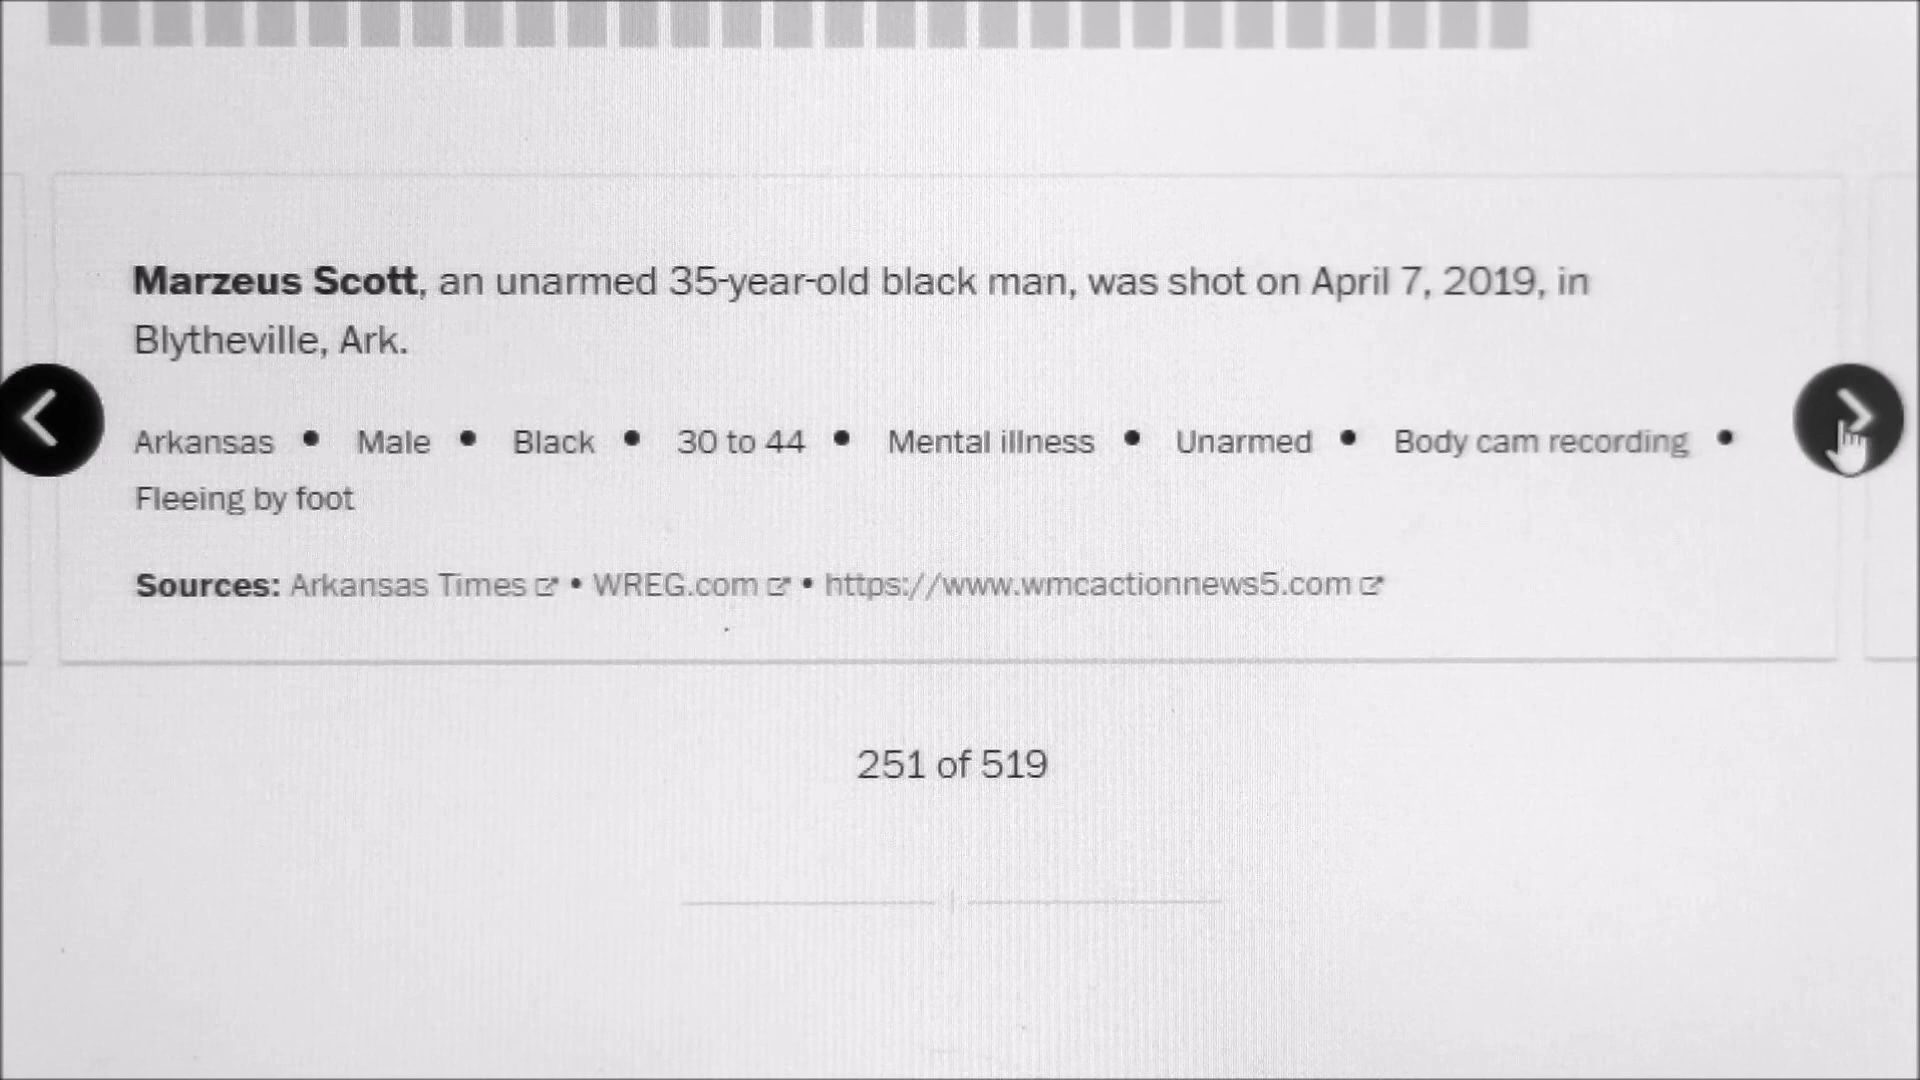 Marzeus Scott, an unarmed 35-year-old black man, was shot on April 7, 2019, in
Blytheville, Ark.
Arkansas • Male • Black • 30 to 44 • Mental illness • Unarmed • Body cam recording •
Fleeing by foot
Sources: Arkansas Times • WREG.com • https://www.wmcactionnews5.com
251 of 519